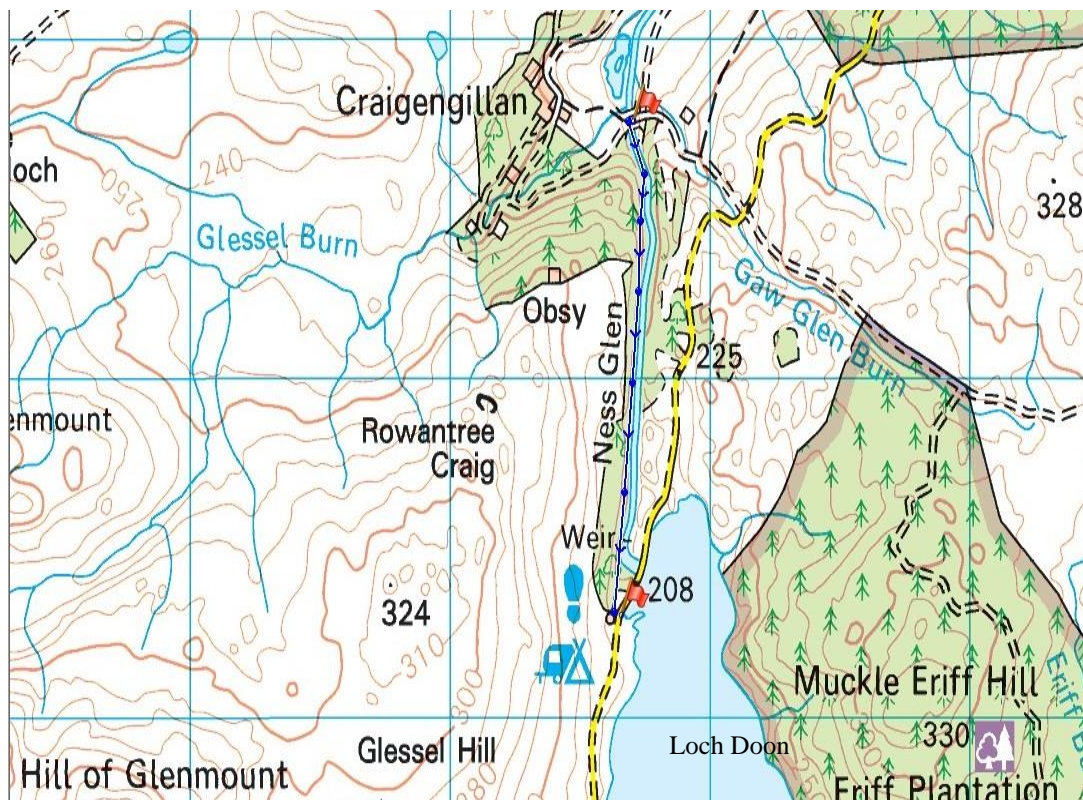 Craigengillan
loch
240
250
260
328
Glessel Burn
Gaw Glen Burn
Obsy
Ness Glen
225
enmount
Rowantree
Craig
Weir
208
324
310
300
Muckle Eriff Hill
330
Loch Doon
Glessel Hill
Hill of Glenmount
Eriff Plantation